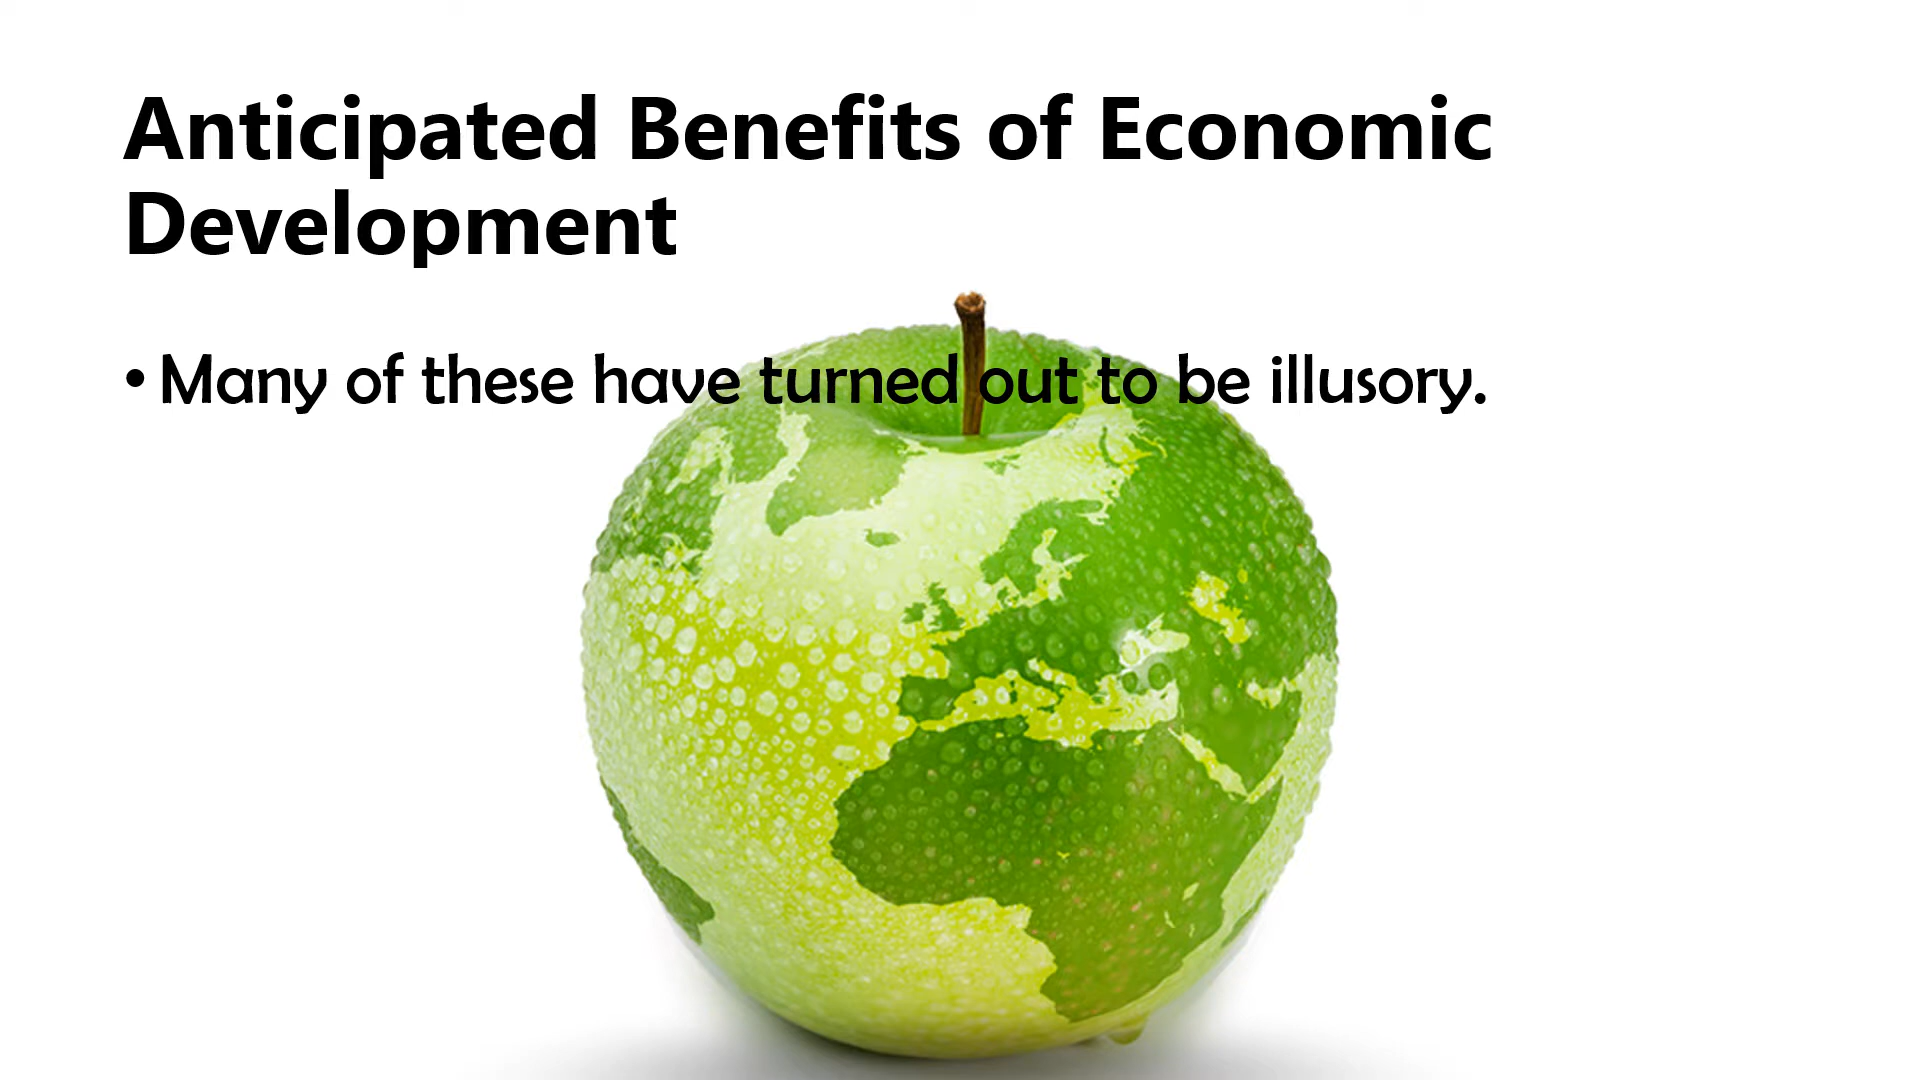 Anticipated Benefits of Economic
Development
• Many of these have turned out to be illusory.